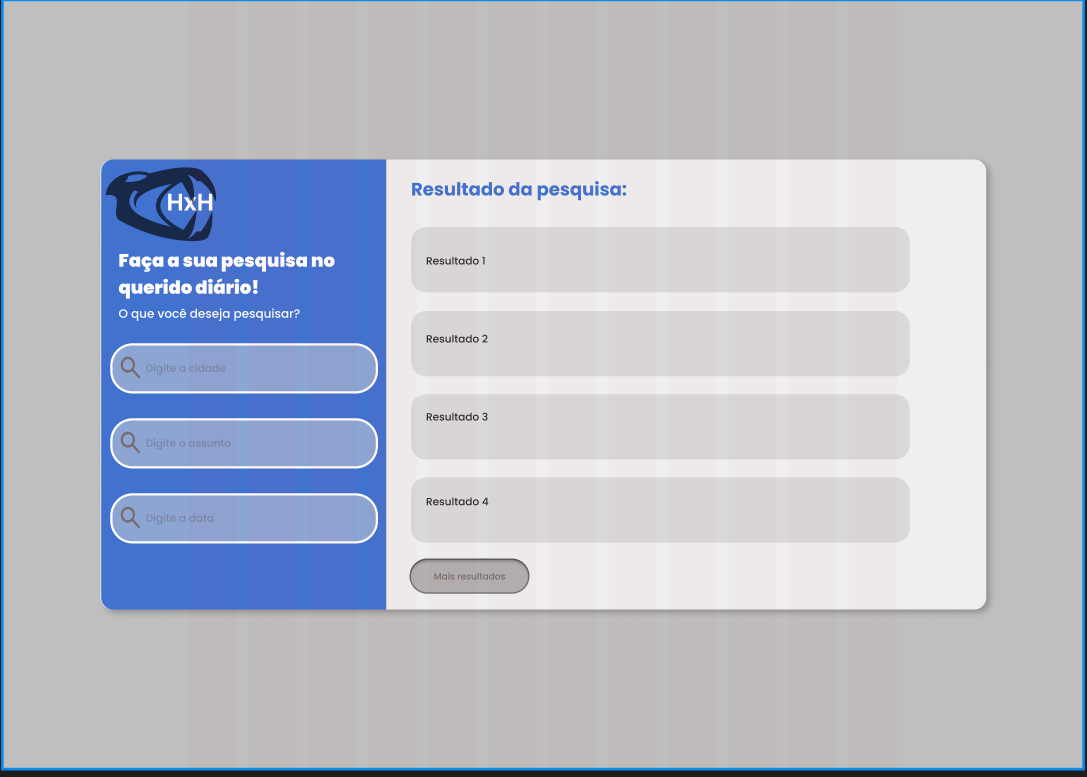 HxH
Faça a sua pesquisa no
querido diário!
O que você deseja pesquisar?
Digite a cidade
Digite o assunto
Digite a data
Resultado da pesquisa:
Resultado 1
Resultado 2
Resultado 3
Resultado 4
Mais resultados